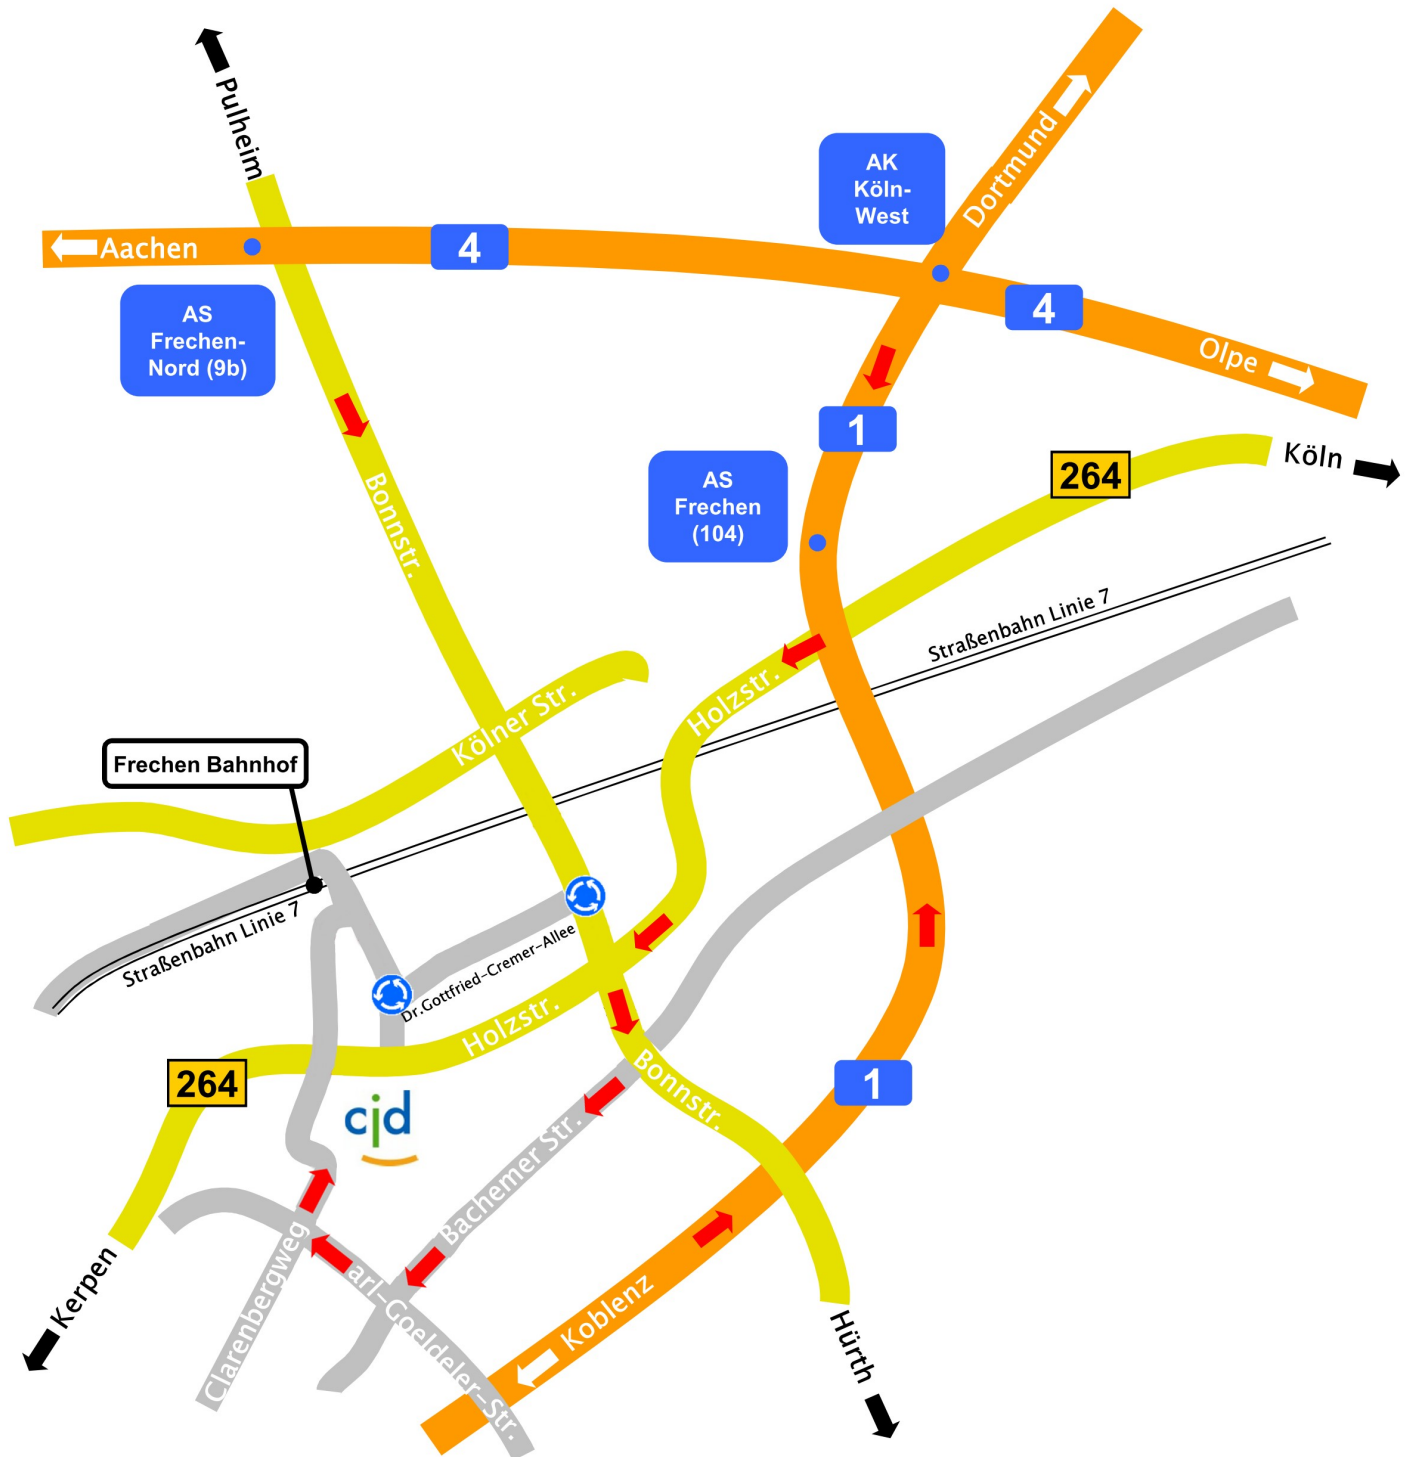 Pulheim
AK
Köln-
West
Dortmund
Aachen
4
4
AS
Frechen-
Nord (9b)
Olpe
1
Köln
264
AS
Frechen
(104)
Bonnstr.
Straßenbahn Linie 7
Holzstr.
Kölner Str.
Frechen Bahnhof
Straßenbahn Linie 7
Dr.Gottfried-Cremer-Allee
Holzstr.
264
1
Bonnstr.
cjd
Bachemer Str.
Clarenbergweg
arl-Goeldeler-Str.
Kerpen
Koblenz
Hürth